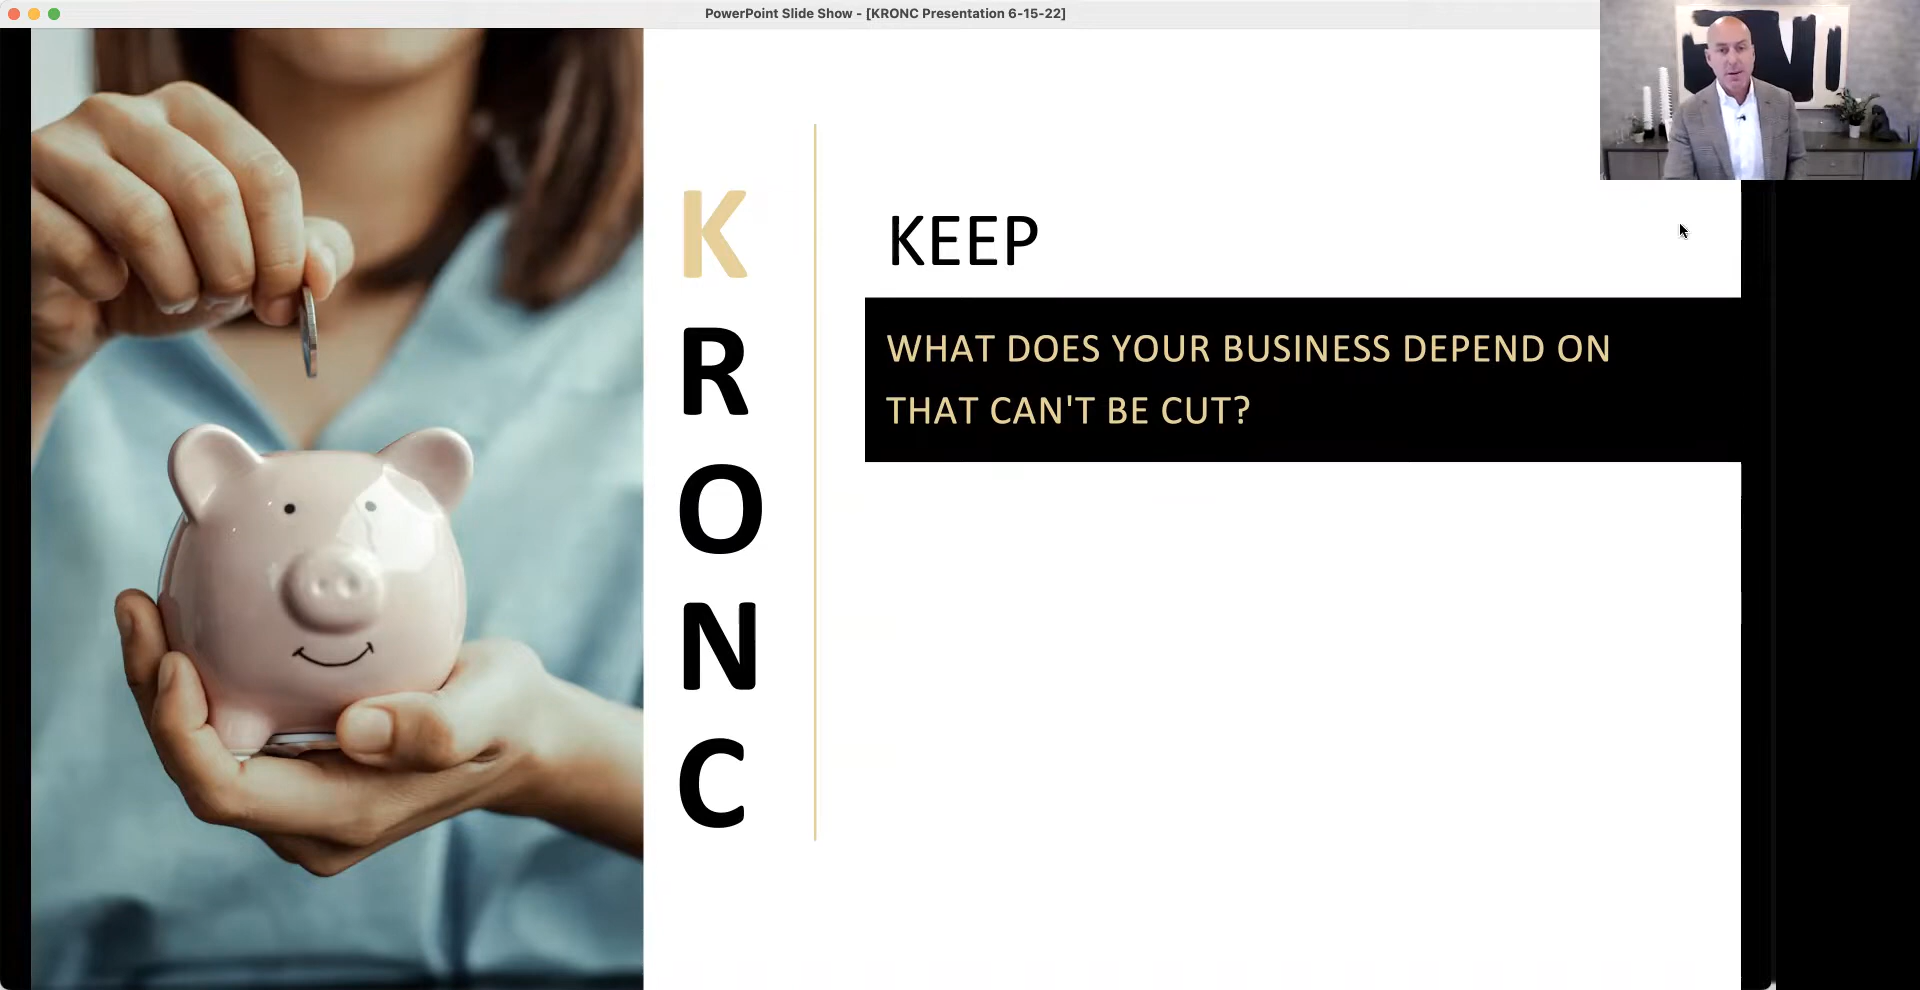 PowerPoint Slide Show - [KRONC Presentation 6-15-22]
K
R
O
N
C
KEEP
WHAT DOES YOUR BUSINESS DEPEND ON
THAT CAN'T BE CUT?